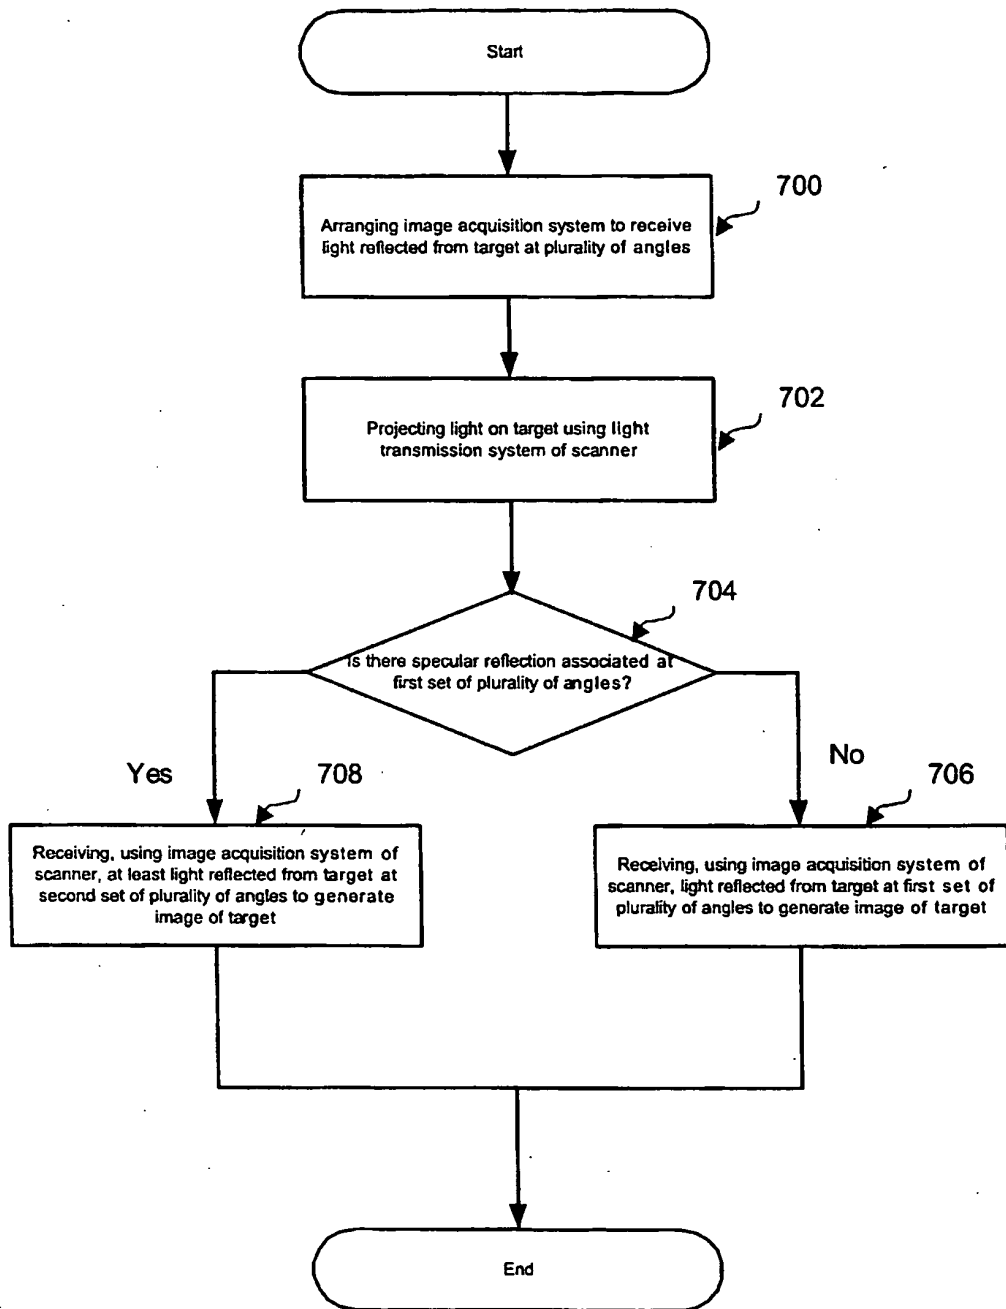 Start
700
Arranging image acquisition system to receive
light reflected from target at plurality of angles
702
Projecting light on target using light
transmission system of scanner
704
Is there specular reflection associated at
first set of plurality of angles?
Yes
708
No
706
Receiving, using image acquisition system of
scanner, at least light reflected from target at
second set of plurality of angles to generate
image of target
Receiving, using image acquisition system of
scanner, light reflected from target at first set of
plurality of angles to generate image of target
End